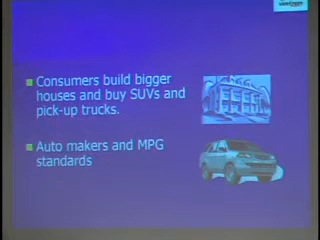 Consumers build bigger
houses and buy SUVs and
pick-up trucks.
Auto makers and MPG
standards